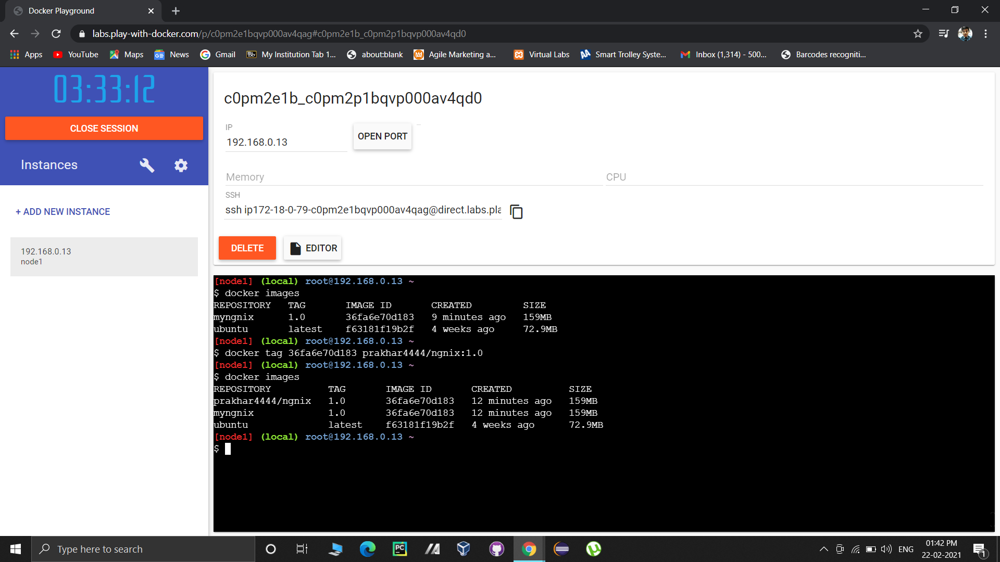 Docker Playground
labs.play-with-docker.com/p/c0pm2e1bqvp000av4qag#c0pm2e1b_c0pm2p1bqvp000av4qd0
Apps YouTube Maps News Gmail My Institution Tab 1... about:blank Agile Marketing a... Virtual Labs Smart Trolley Syste... Inbox (1,314) - 500... Barcodes recogniti...
03:33:12
CLOSE SESSION
Instances
+ ADD NEW INSTANCE
192.168.0.13
node1
c0pm2e1b_c0pm2p1bqvp000av4qd0
IP
192.168.0.13
OPEN PORT
Memory
CPU
SSH
ssh ip172-18-0-79-c0pm2e1bqvp000av4qag@direct.labs.pla
DELETE
EDITOR
[node1] (local) root@192.168.0.13 ~
$ docker images
REPOSITORY TAG IMAGE ID CREATED SIZE
myngnix 1.0 36fa6e70d183 9 minutes ago 159MB
ubuntu latest f63181f19b2f 4 weeks ago 72.9MB
[node1] (local) root@192.168.0.13 ~
$ docker tag 36fa6e70d183 prakhar4444/ngnix:1.0
[node1] (local) root@192.168.0.13 ~
$ docker images
REPOSITORY TAG IMAGE ID CREATED SIZE
prakhar4444/ngnix 1.0 36fa6e70d183 12 minutes ago 159MB
myngnix 1.0 36fa6e70d183 12 minutes ago 159MB
ubuntu latest f63181f19b2f 4 weeks ago 72.9MB
[node1] (local) root@192.168.0.13 ~
$
Type here to search
ENG
01:42 PM
22-02-2021
1